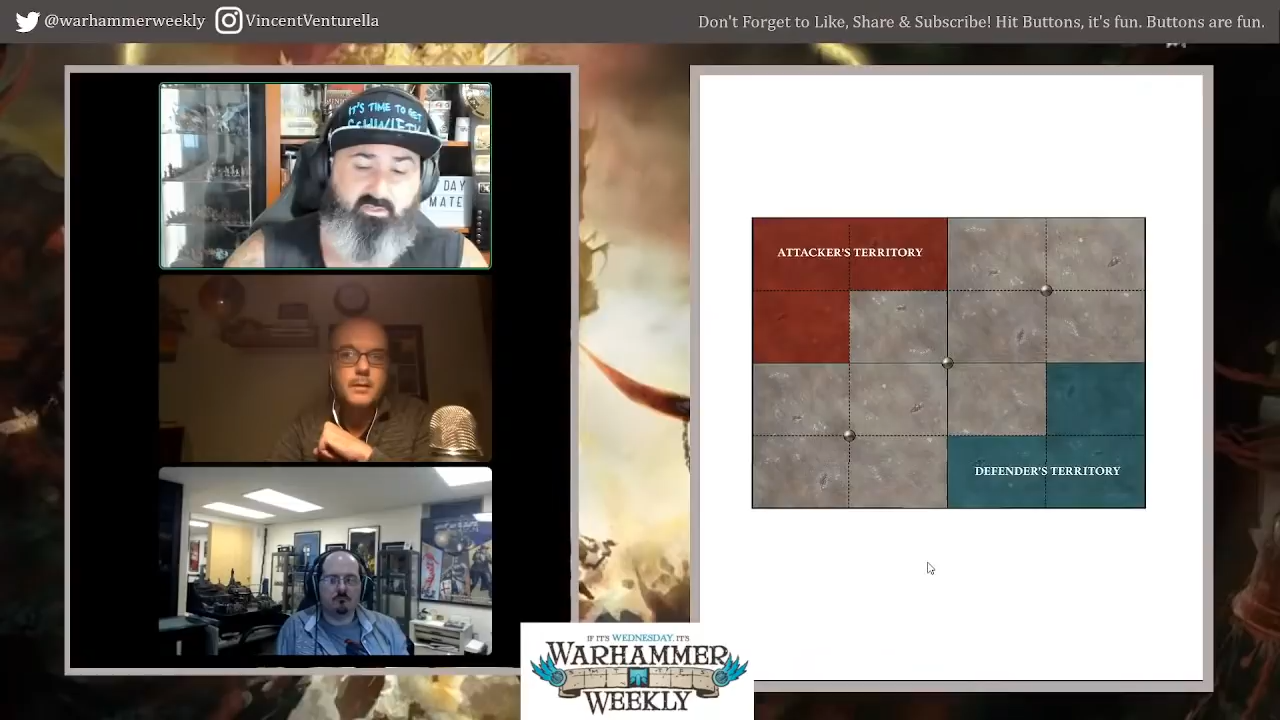 @warhammerweekly VincentVenturella
Don't Forget to Like, Share & Subscribe! Hit Buttons, it's fun. Buttons are fun.
IT'S TIME TO GET
DAY
MATE
ATTACKER'S TERRITORY
DEFENDER'S TERRITORY
IF IT'S WEDNESDAY, IT'S
WARHAMMER
WEEKLY